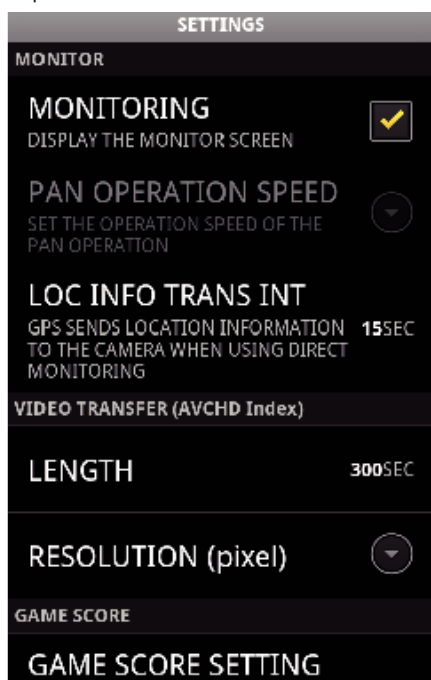 SETTINGS
MONITOR
MONITORING
DISPLAY THE MONITOR SCREEN
PAN OPERATION SPEED
SET THE OPERATION SPEED OF THE
PAN OPERATION
LOC INFO TRANS INT
GPS SENDS LOCATION INFORMATION 15SEC
TO THE CAMERA WHEN USING DIRECT
MONITORING
VIDEO TRANSFER (AVCHD Index)
LENGTH 300SEC
RESOLUTION (pixel)
GAME SCORE
GAME SCORE SETTING